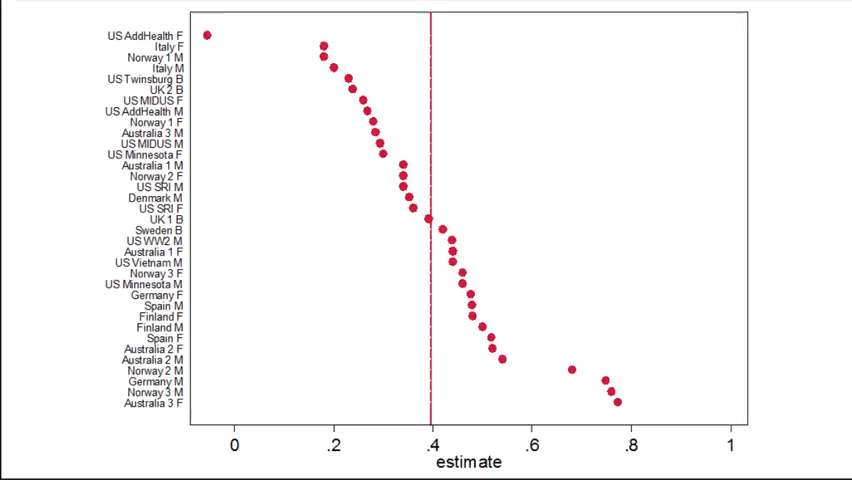 US AddHealth F
Italy F
Norway 1 M
Italy M
US Twinsburg B
UK 2 B
US MIDUS F
US AddHealth M
Norway 1 F
Australia 3 M
US MIDUS M
US Minnesota F
Australia 1 M
Norway 2 F
US SRI M
Denmark M
US SRI F
UK 1 B
Sweden B
US WW2 M
Australia 1 F
US Vietnam M
Norway 3 F
US Minnesota M
Germany F
Spain M
Finland F
Finland M
Spain F
Australia 2 F
Australia 2 M
Norway 2 M
Germany M
Norway 3 M
Australia 3 F
0 .2 .4 .6 .8 1
estimate